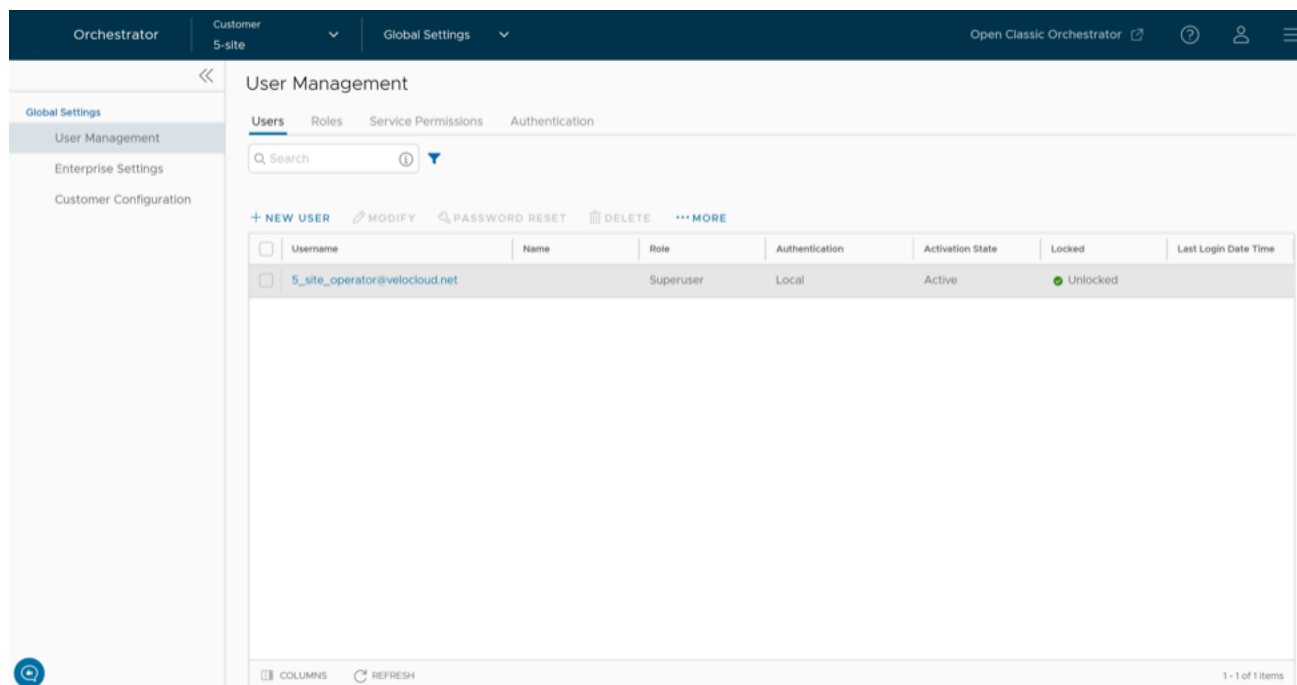 Orchestrator
Customer
5-site
Global Settings
Open Classic Orchestrator
User Management
Global Settings
User Management
Enterprise Settings
Customer Configuration
Users Roles Service Permissions Authentication
Search
+ NEW USER MODIFY PASSWORD RESET DELETE ... MORE
Username Name Role Authentication Activation State Locked Last Login Date Time
5_site_operator@velocloud.net Superuser Local Active Unlocked
COLUMNS REFRESH 1 - 1 of 1 items